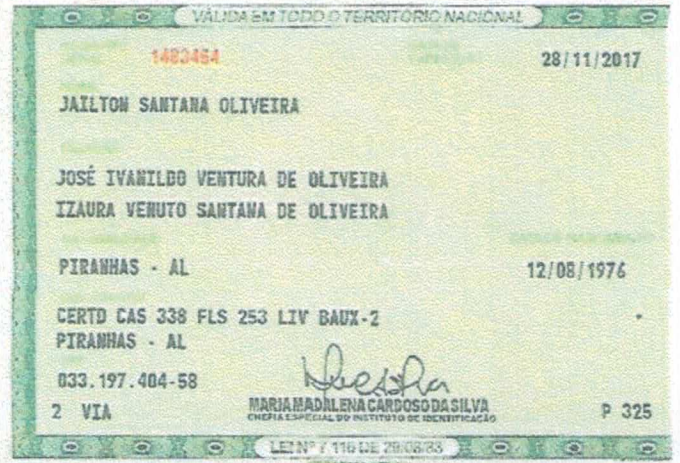 VÁLIDA EM TODO O TERRITÓRIO NACIONAL
1483464 28/11/2017
JAILTON SANTANA OLIVEIRA
JOSÉ IVANILDO VENTURA DE OLIVEIRA
IZAURA VENUTO SANTANA DE OLIVEIRA
PIRANHAS - AL 12/08/1976
CERTD CAS 338 FLS 253 LIV BAUX-2
PIRANHAS - AL
033.197.404-58
MARIA MADALENA CARDOSO DA SILVA
CHEFIA ESPECIAL DO INSTITUTO DE IDENTIFICAÇÃO
2 VIA P 325
LEI Nº 7 116 DE 29/08/83